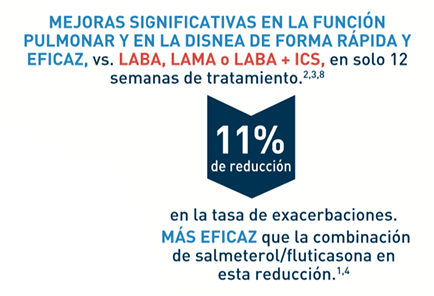 MEJORAS SIGNIFICATIVAS EN LA FUNCIÓN
PULMONAR Y EN LA DISNEA DE FORMA RÁPIDA Y
EFICAZ, vs. LABA, LAMA o LABA + ICS, en solo 12
semanas de tratamiento.2,3,8
11%
de reducción
en la tasa de exacerbaciones.
MÁS EFICAZ que la combinación
de salmeterol/fluticasona en
esta reducción.1,4